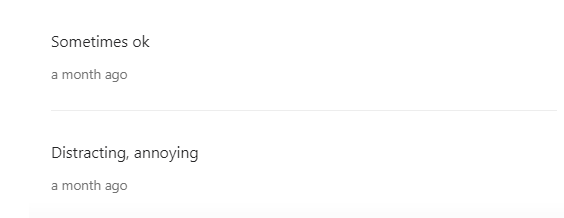 Sometimes ok
a month ago
Distracting, annoying
a month ago